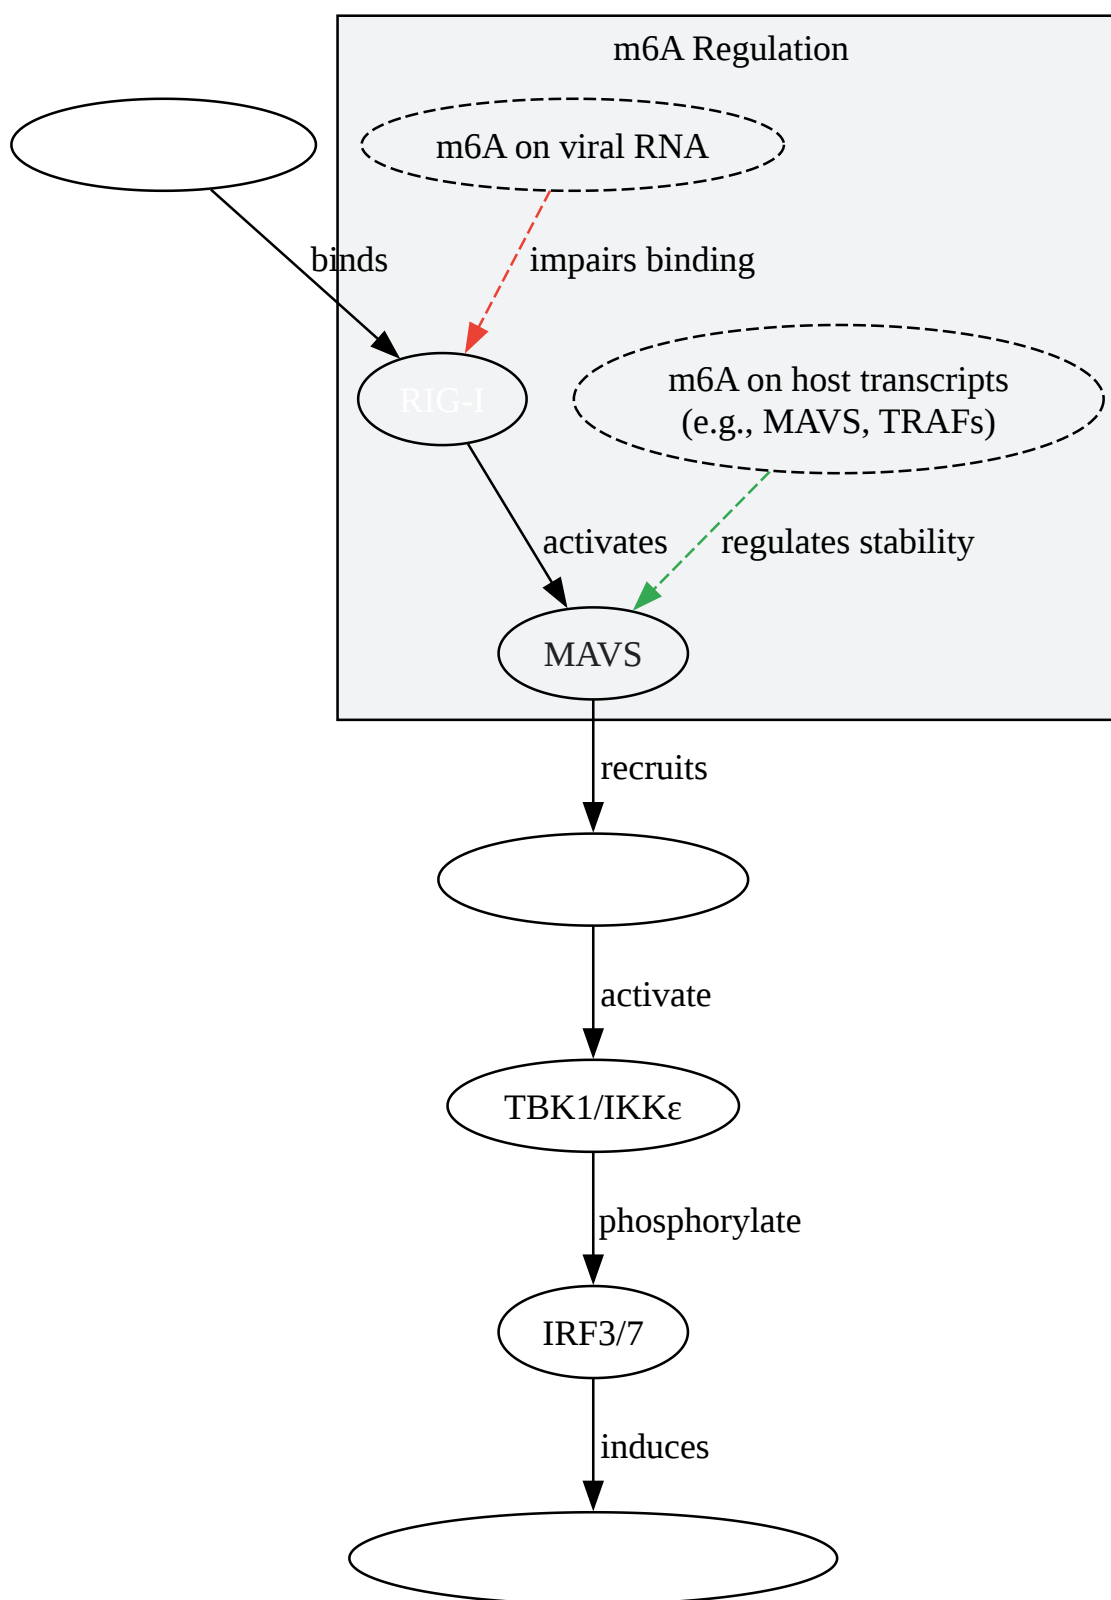 m6A Regulation
m6A on viral RNA
binds
impairs binding
RIG-I
m6A on host transcripts
(e.g., MAVS, TRAFs)
activates
regulates stability
MAVS
recruits
activate
TBK1/IKKε
phosphorylate
IRF3/7
induces